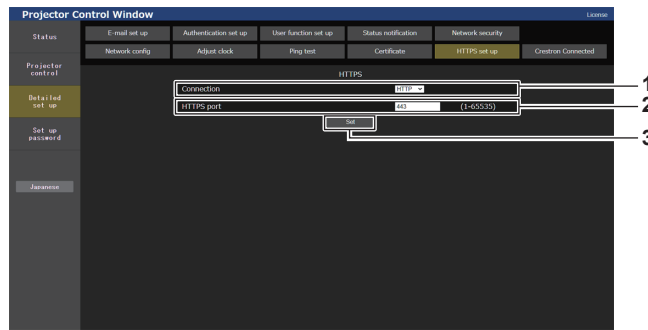 Projector Control Window
License
Status
E-mail set up
Authentication set up
User function set up
Status notification
Network security
Network config
Adjust clock
Ping test
Certificate
HTTPS set up
Crestron Connected
Projector
control
Detailed
set up
Set up
password
Japanese
HTTPS
Connection
HTTP
1
HTTPS port
443
(1-65535)
2
Set
3